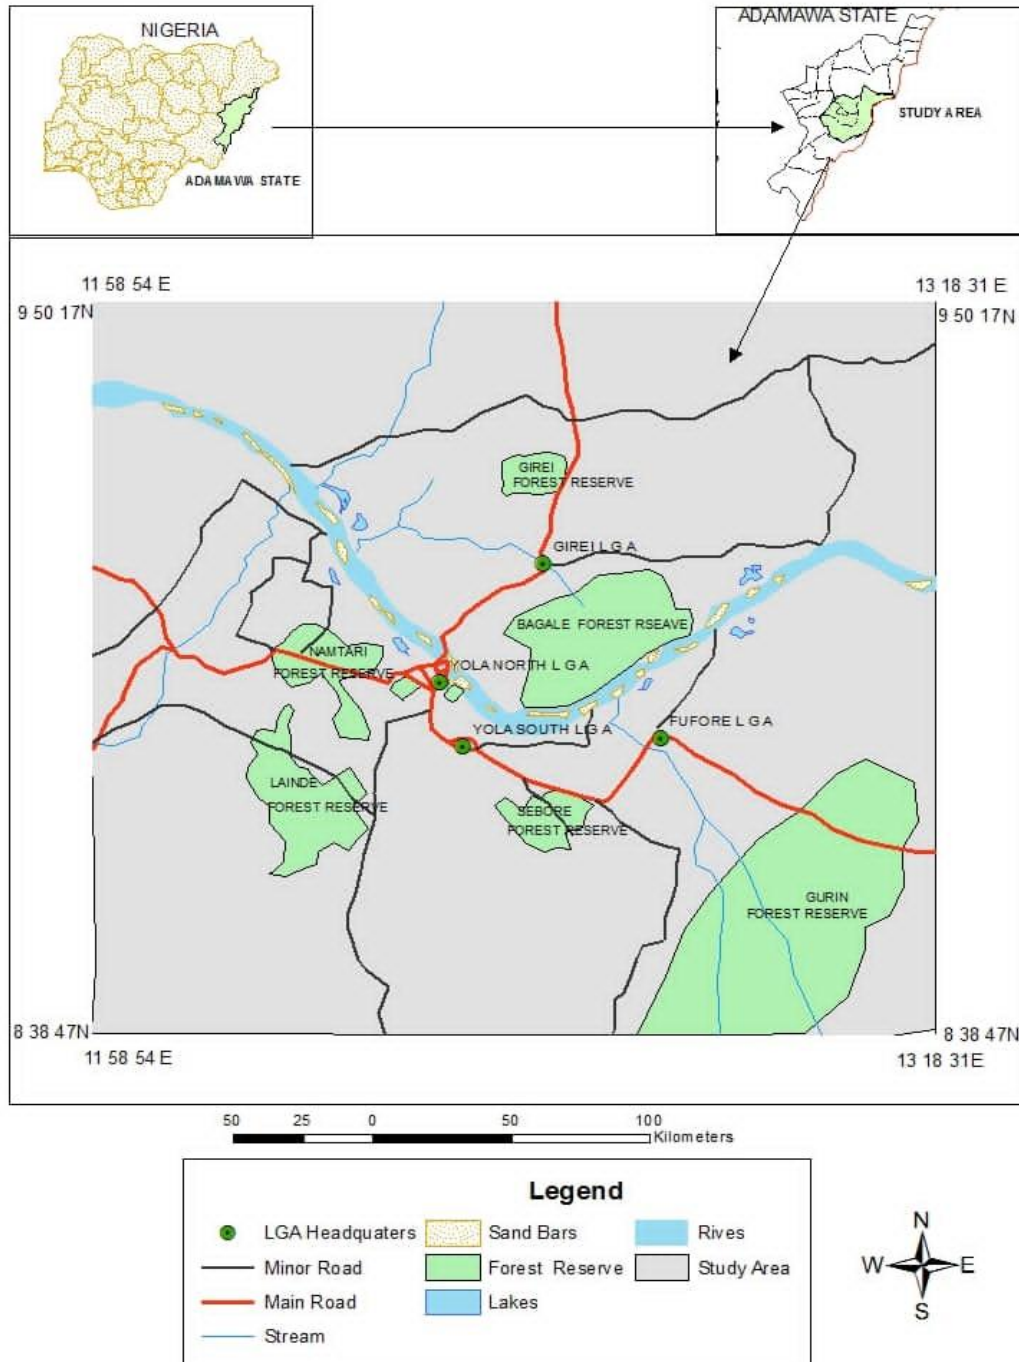 NIGERIA
ADAMAWA STATE
ADAMAWA STATE
STUDY AREA
11 58 54 E
13 18 31 E
9 50 17N
9 50 17N
GIREI
FOREST RESERVE
GIREI L G A
BAGALE FOREST RSEAVE
NAMTARI
FOREST RESERVE
YOLA NORTH L G A
YOLA SOUTH L G A
FUFORE L G A
LAINDE
FOREST RESERVE
SEBORE
FOREST RESERVE
GURIN
FOREST RESERVE
8 38 47N
8 38 47N
11 58 54 E
13 18 31E
50 25 0 50 100
Kilometers
Legend
LGA Headquaters
Sand Bars
Rives
Minor Road
Forest Reserve
Study Area
Main Road
Lakes
Stream
N
W E
S